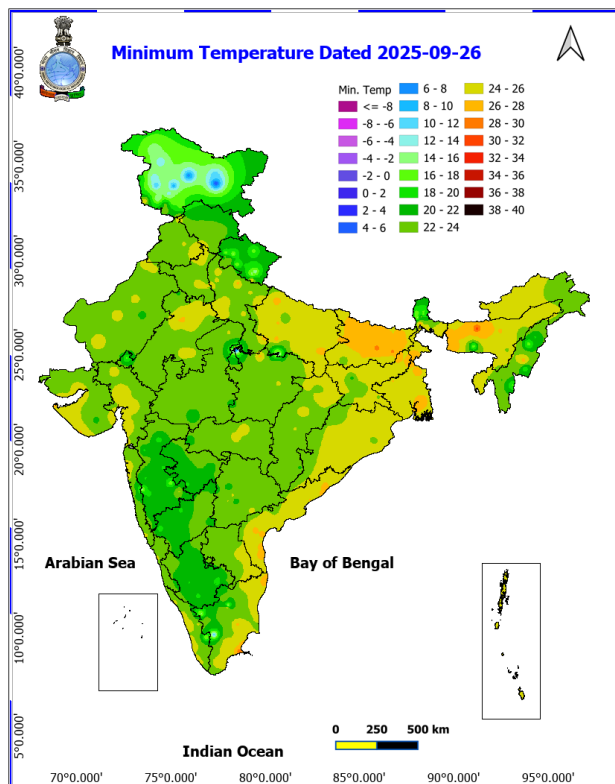 Minimum Temperature Dated 2025-09-26
Min. Temp
<= -8
-8 - -6
-6 - -4
-4 - -2
-2 - 0
0 - 2
2 - 4
4 - 6
6 - 8
8 - 10
10 - 12
12 - 14
14 - 16
16 - 18
18 - 20
20 - 22
22 - 24
24 - 26
26 - 28
28 - 30
30 - 32
32 - 34
34 - 36
36 - 38
38 - 40
40°0.000'
35°0.000'
30°0.000'
25°0.000'
20°0.000'
15°0.000'
10°0.000'
5°0.000'
Arabian Sea
Bay of Bengal
Indian Ocean
0 250 500 km
70°0.000' 75°0.000' 80°0.000' 85°0.000' 90°0.000' 95°0.000'